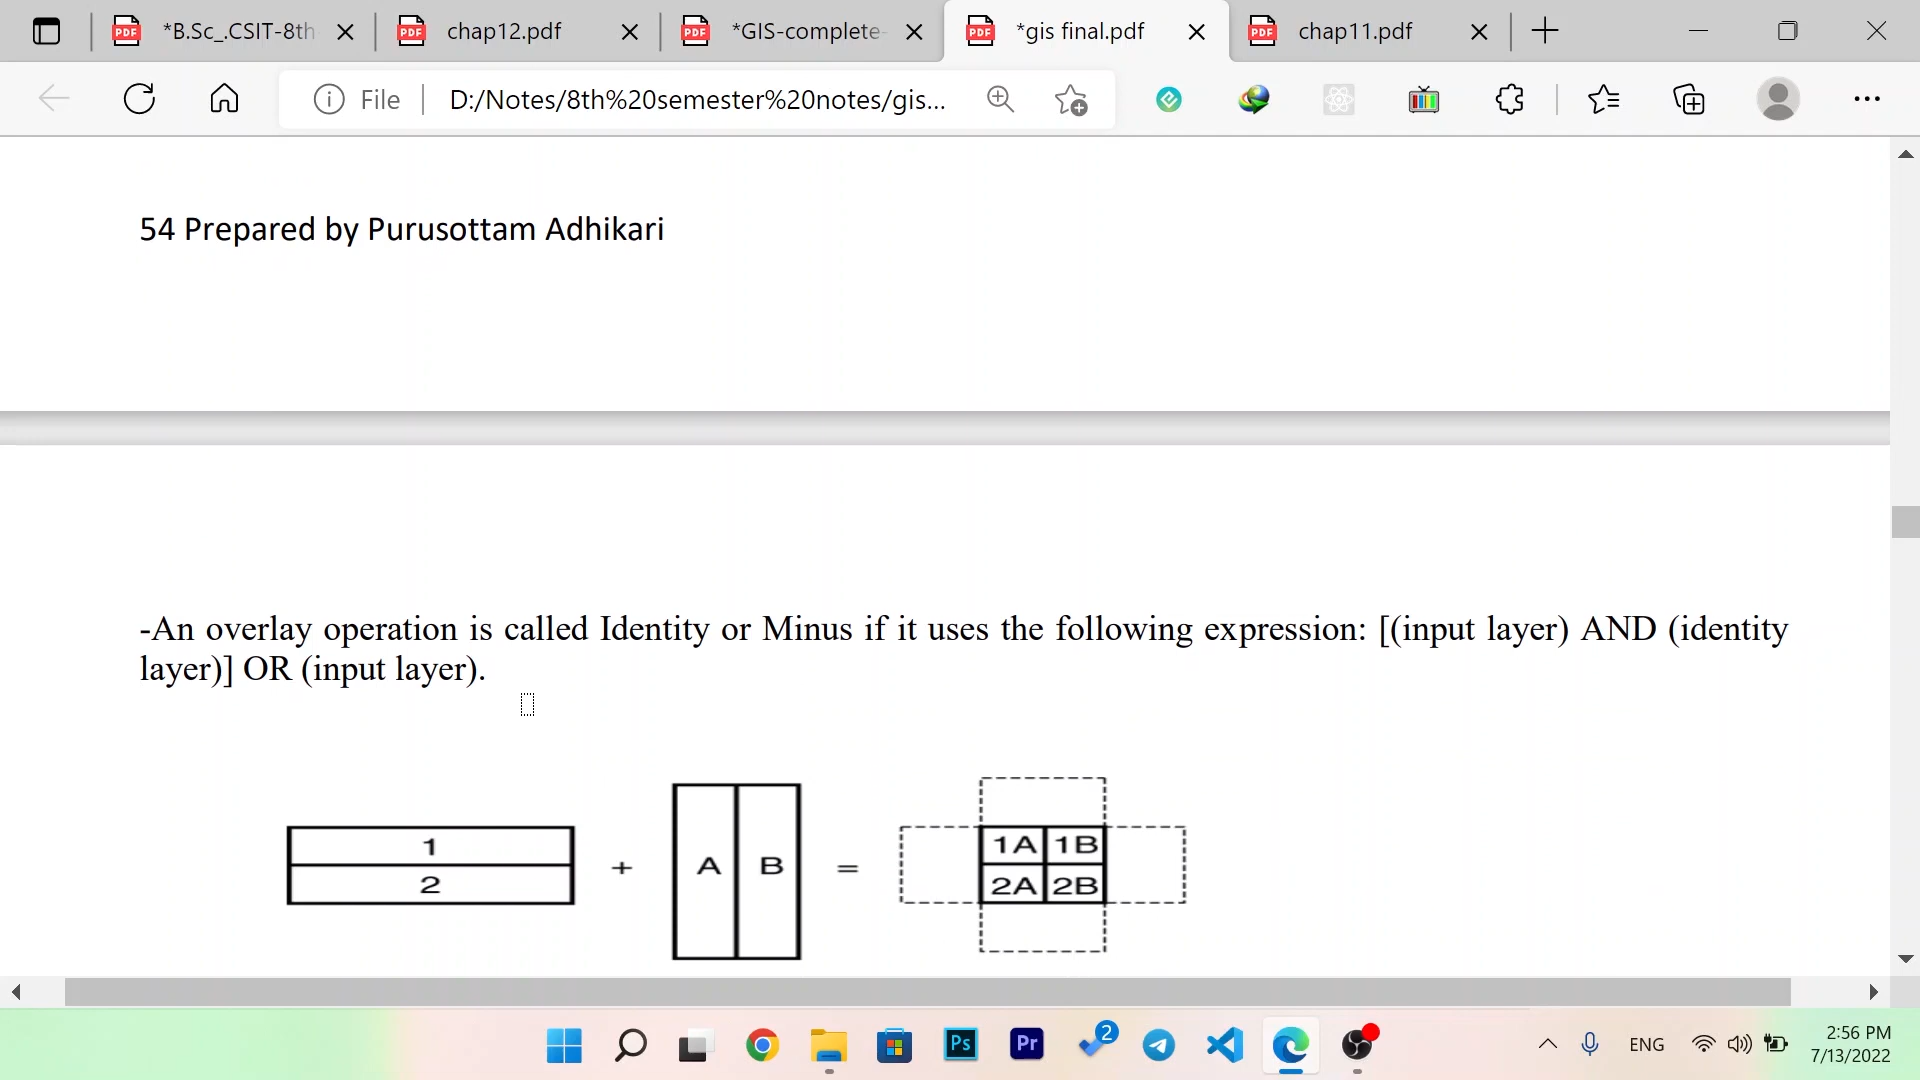 *B.Sc_.CSIT-8th
chap12.pdf
*GIS-complete-
*gis final.pdf
chap11.pdf
File
D:/Notes/8th%20semester%20notes/gis...
54 Prepared by Purusottam Adhikari
-An overlay operation is called Identity or Minus if it uses the following expression: [(input layer) AND (identity
layer)] OR (input layer).
1
2
+
A B
=
1A 1B
2A 2B
Ps
Pr
2
ENG
2:56 PM
7/13/2022